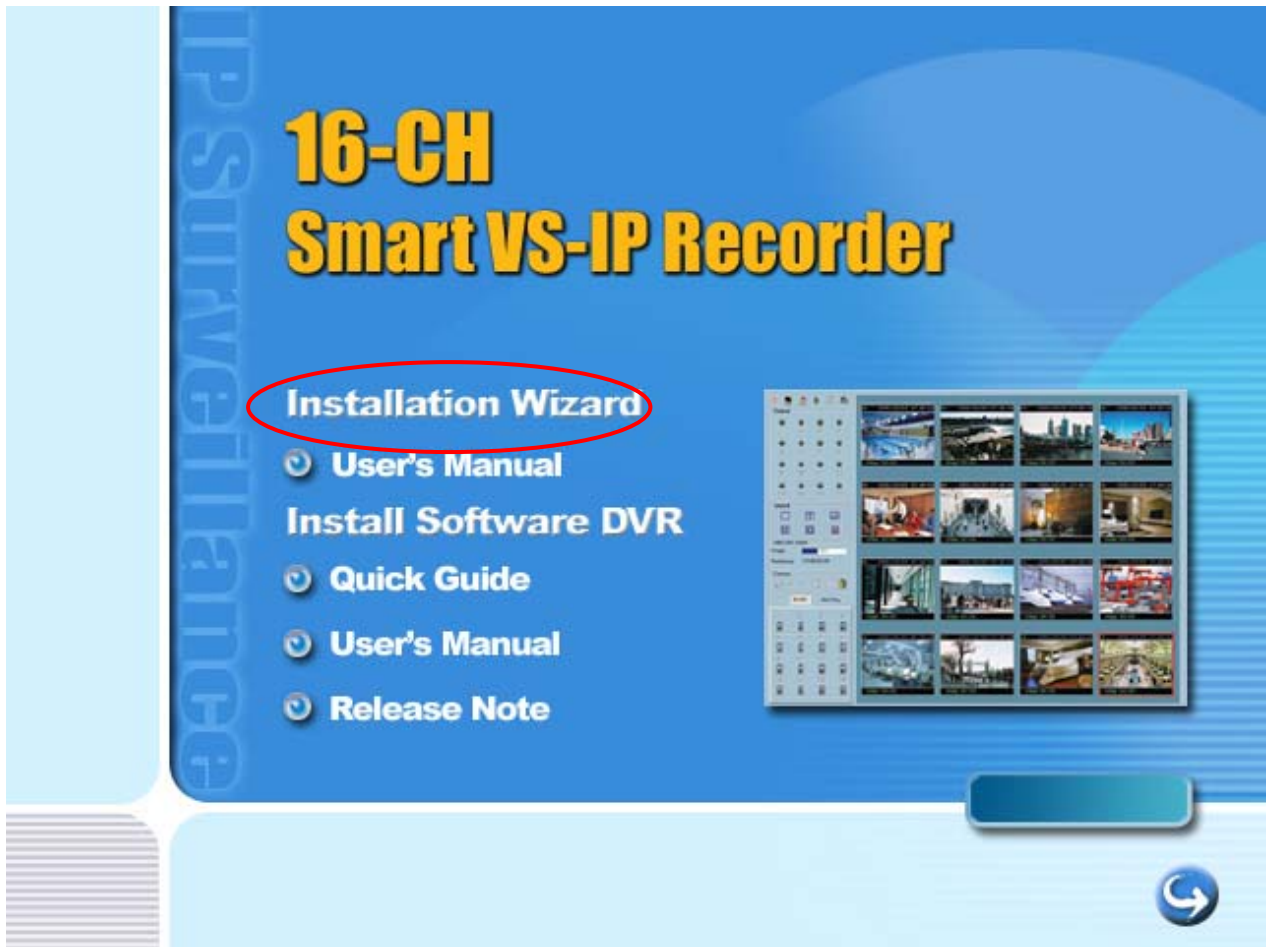 IP Surveillance
16-CH
Smart VS-IP Recorder
Installation Wizard
User's Manual
Install Software DVR
Quick Guide
User's Manual
Release Note